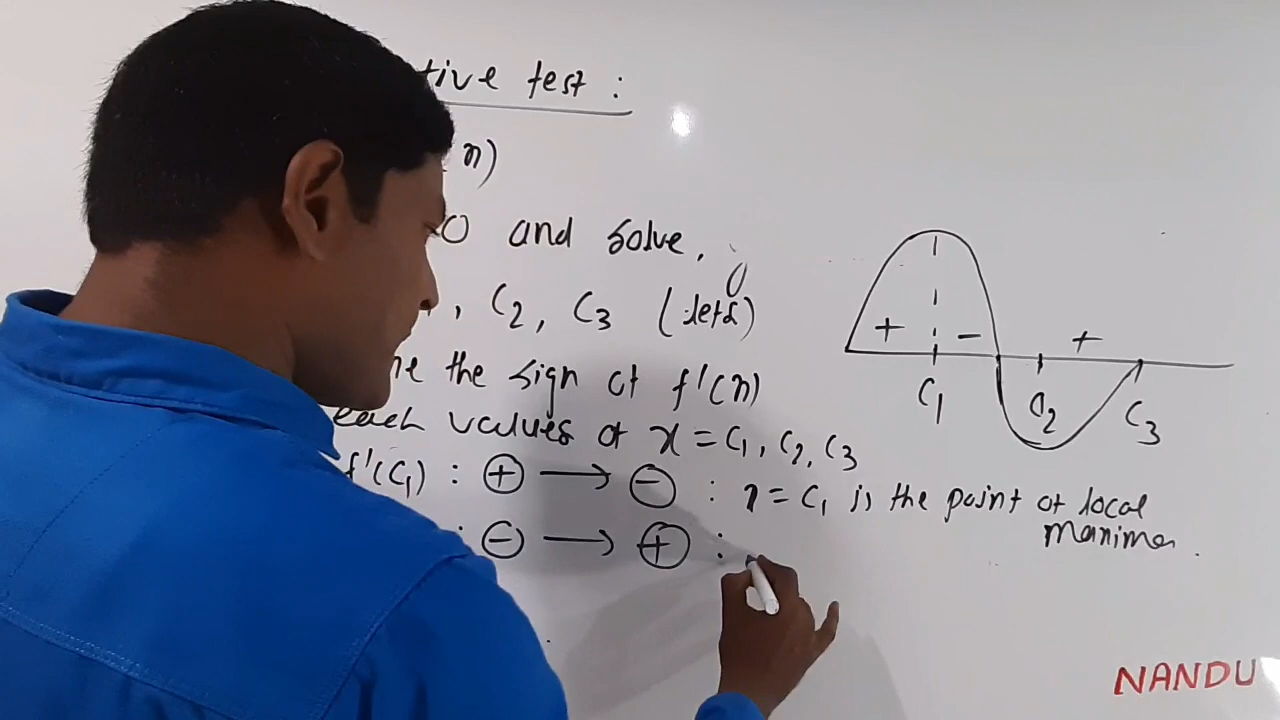 tive test :
x)
0 and solve.
, C2, C3 (let)
the sign of f'(x)
each values of x = C1, C2, C3
f'(C1) : + → - : x = C1 is the point of local
maxima.
: - → + :
+ - +
C1 C2 C3
NANDU